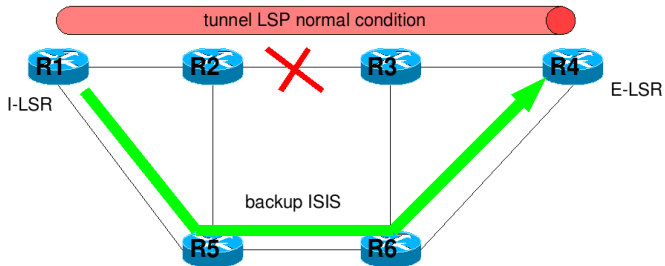 tunnel LSP normal condition
R1
R2
R3
R4
I-LSR
E-LSR
backup ISIS
R5
R6